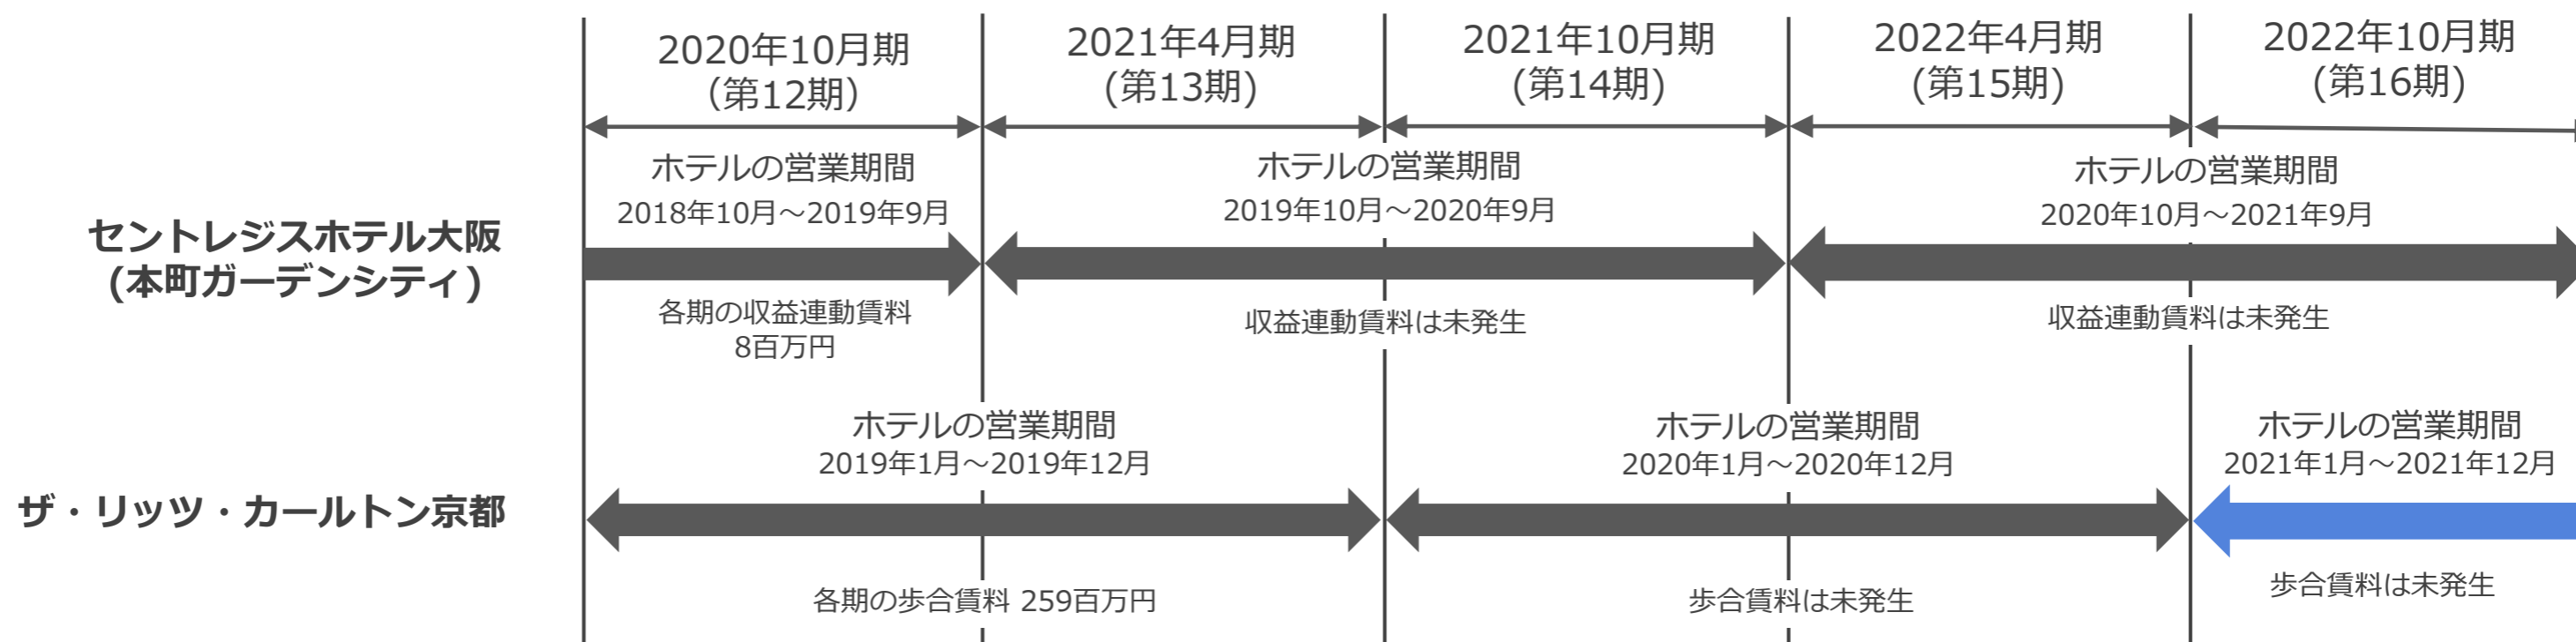 2020年10月期
（第12期）
2021年4月期
(第13期)
2021年10月期
(第14期)
2022年4月期
(第15期)
2022年10月期
(第16期)
セントレジスホテル大阪
(本町ガーデンシティ)
ホテルの営業期間
2018年10月～2019年9月
各期の収益連動賃料
8百万円
ホテルの営業期間
2019年10月～2020年9月
収益連動賃料は未発生
ホテルの営業期間
2020年10月～2021年9月
収益連動賃料は未発生
ザ・リッツ・カールトン京都
ホテルの営業期間
2019年1月～2019年12月
各期の歩合賃料 259百万円
ホテルの営業期間
2020年1月～2020年12月
歩合賃料は未発生
ホテルの営業期間
2021年1月～2021年12月
歩合賃料は未発生